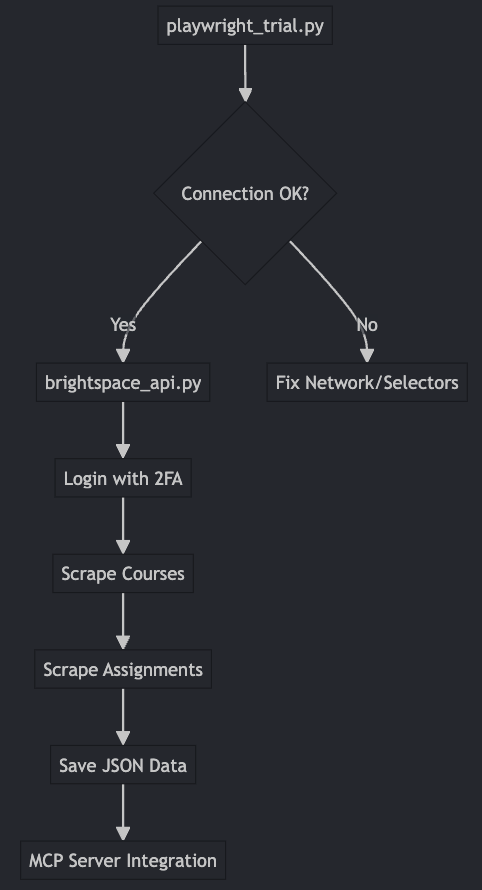 playwright_trial.py
Connection OK?
Yes
No
brightspace_api.py
Fix Network/Selectors
Login with 2FA
Scrape Courses
Scrape Assignments
Save JSON Data
MCP Server Integration